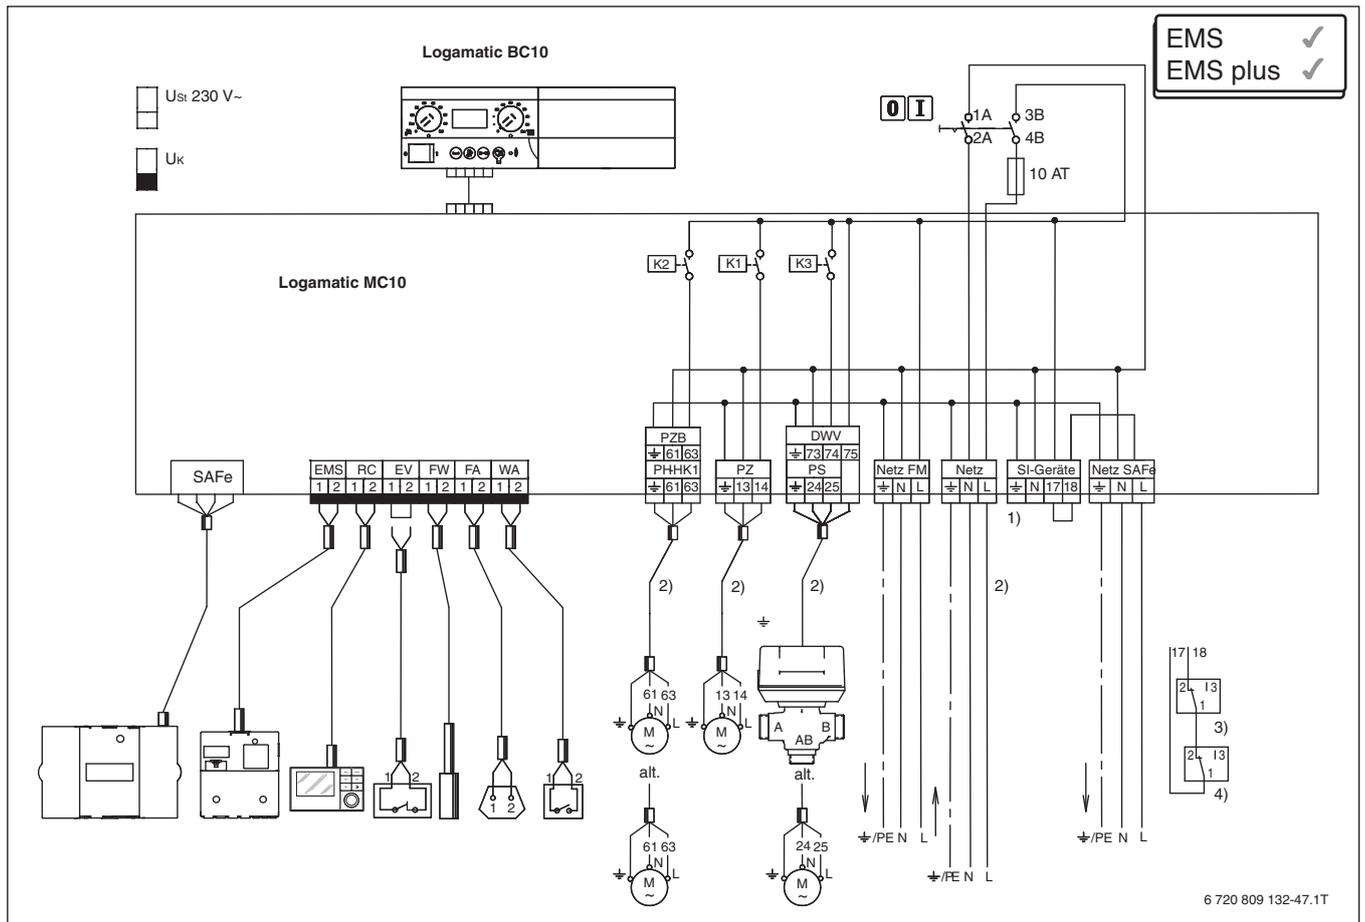 Logamatic BC10
EMS ✓
EMS plus ✓
USt 230 V~
UK
0 I
1A 3B
2A 4B
10 AT
Logamatic MC10
K2 K1 K3
PZB
61 63
DWV
73 74 75
SAFe
EMS RC EV FW FA WA
1 2 1 2 1 2 1 2 1 2 1 2
PH-HK1 PZ PS Netz FM Netz SI-Geräte Netz SAFe
61 63 13 14 24 25 N L N L N 17 18 N L
1)
2) 2) 2) 2)
17 18
61 63 13 14
N L N L
M
~
M
~
A B
AB
2 3
1
3)
2 3
1
4)
alt. alt.
1 2 1 2 1 2
61 63 24 25
N L N L
M
~
M
~
/PE N L /PE N L
/PE N L
6 720 809 132-47.1T